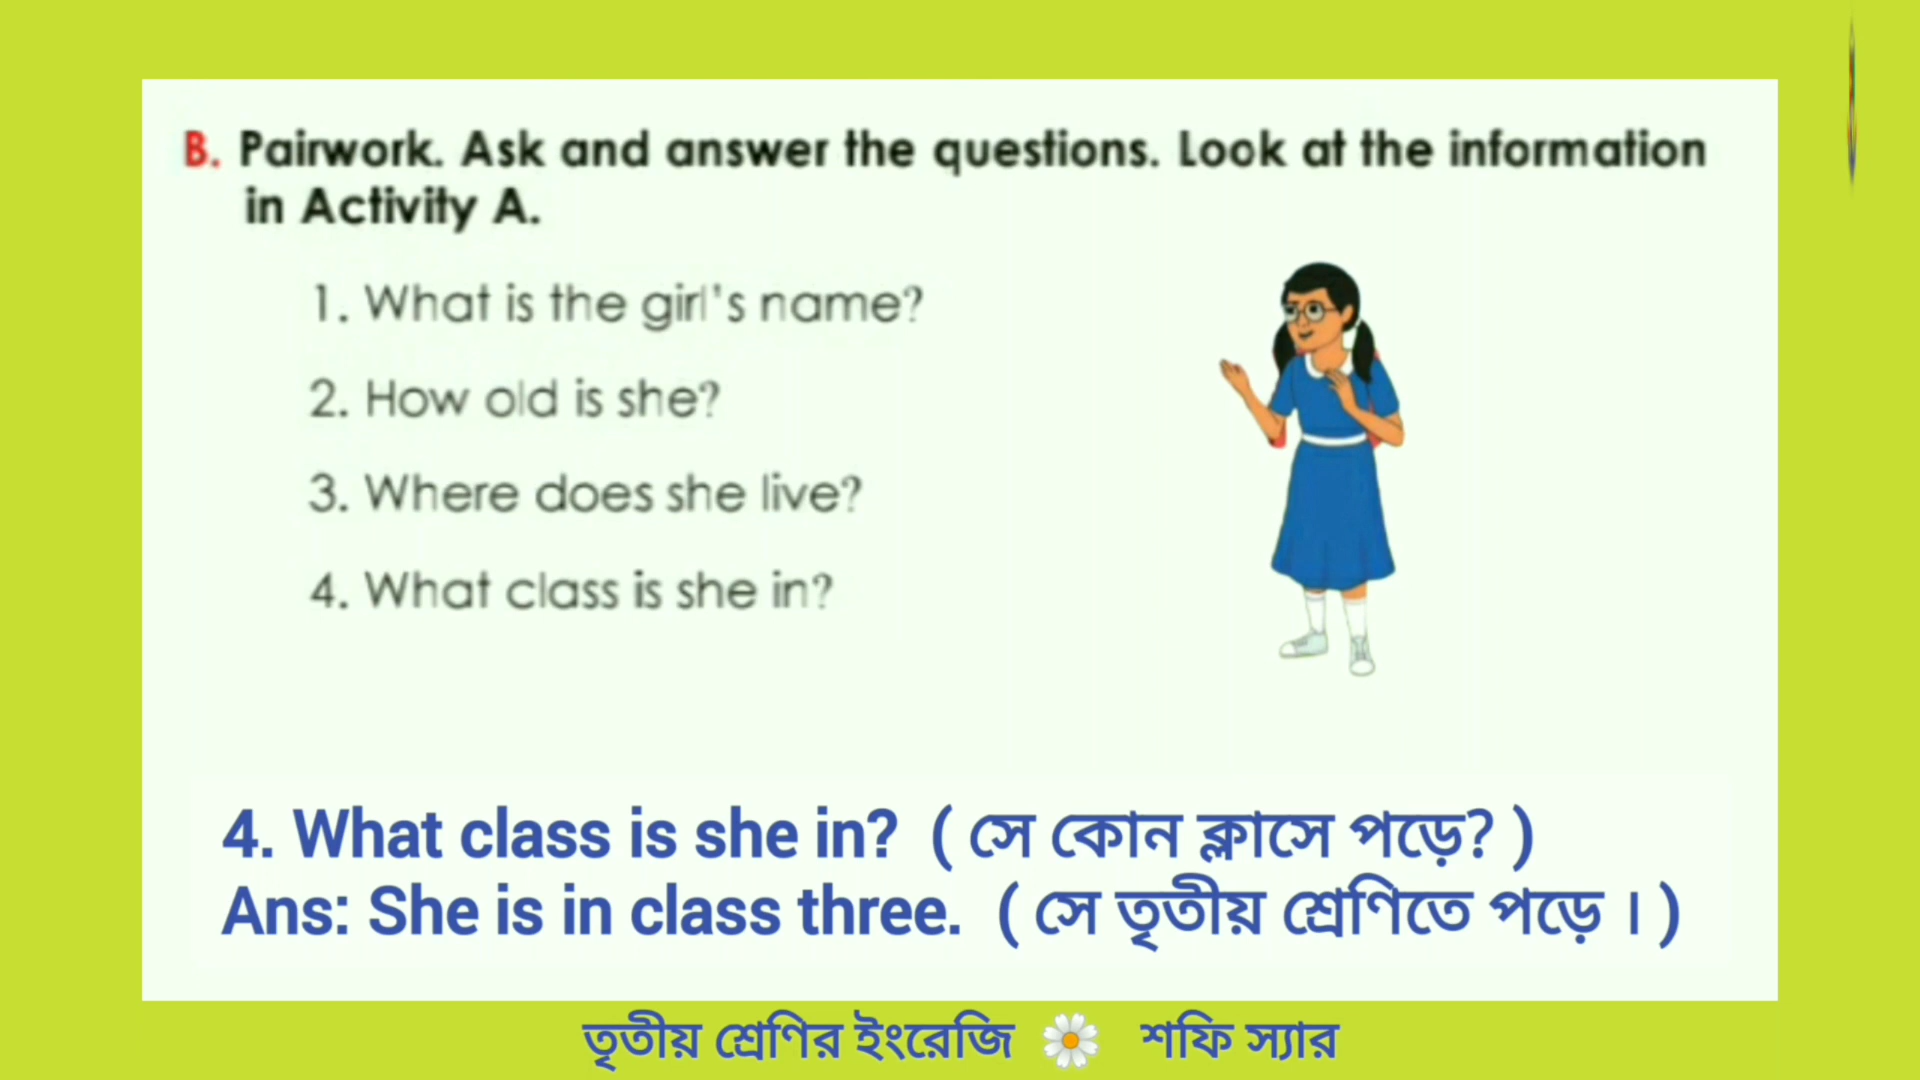 B. Pairwork. Ask and answer the questions. Look at the information
in Activity A.
1. What is the girl's name?
2. How old is she?
3. Where does she live?
4. What class is she in?
4. What class is she in? ( সে কোন ক্লাসে পড়ে? )
Ans: She is in class three. ( সে তৃতীয় শ্রেণিতে পড়ে । )
তৃতীয় শ্রেণির ইংরেজি 🌼 শফি স্যার